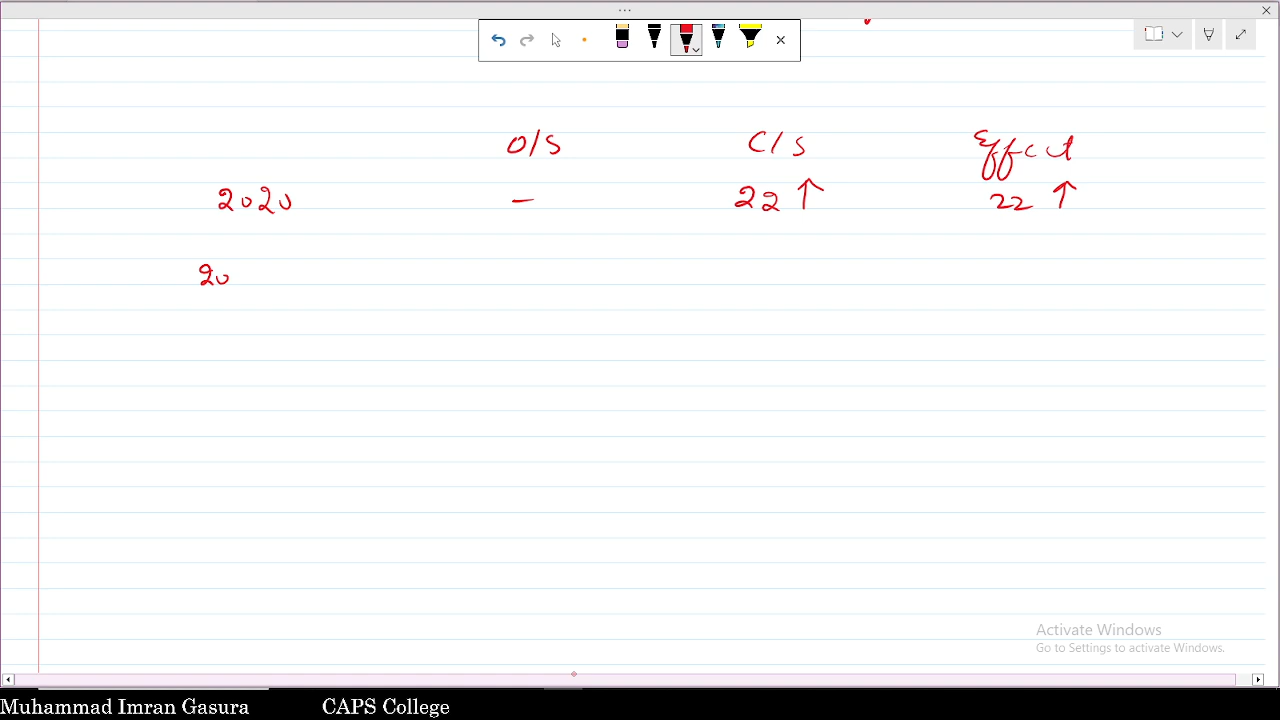 O/S C/S Effect
2020 - 22 ↑ 22 ↑
20
Activate Windows
Go to Settings to activate Windows.
Muhammad Imran Gasura CAPS College